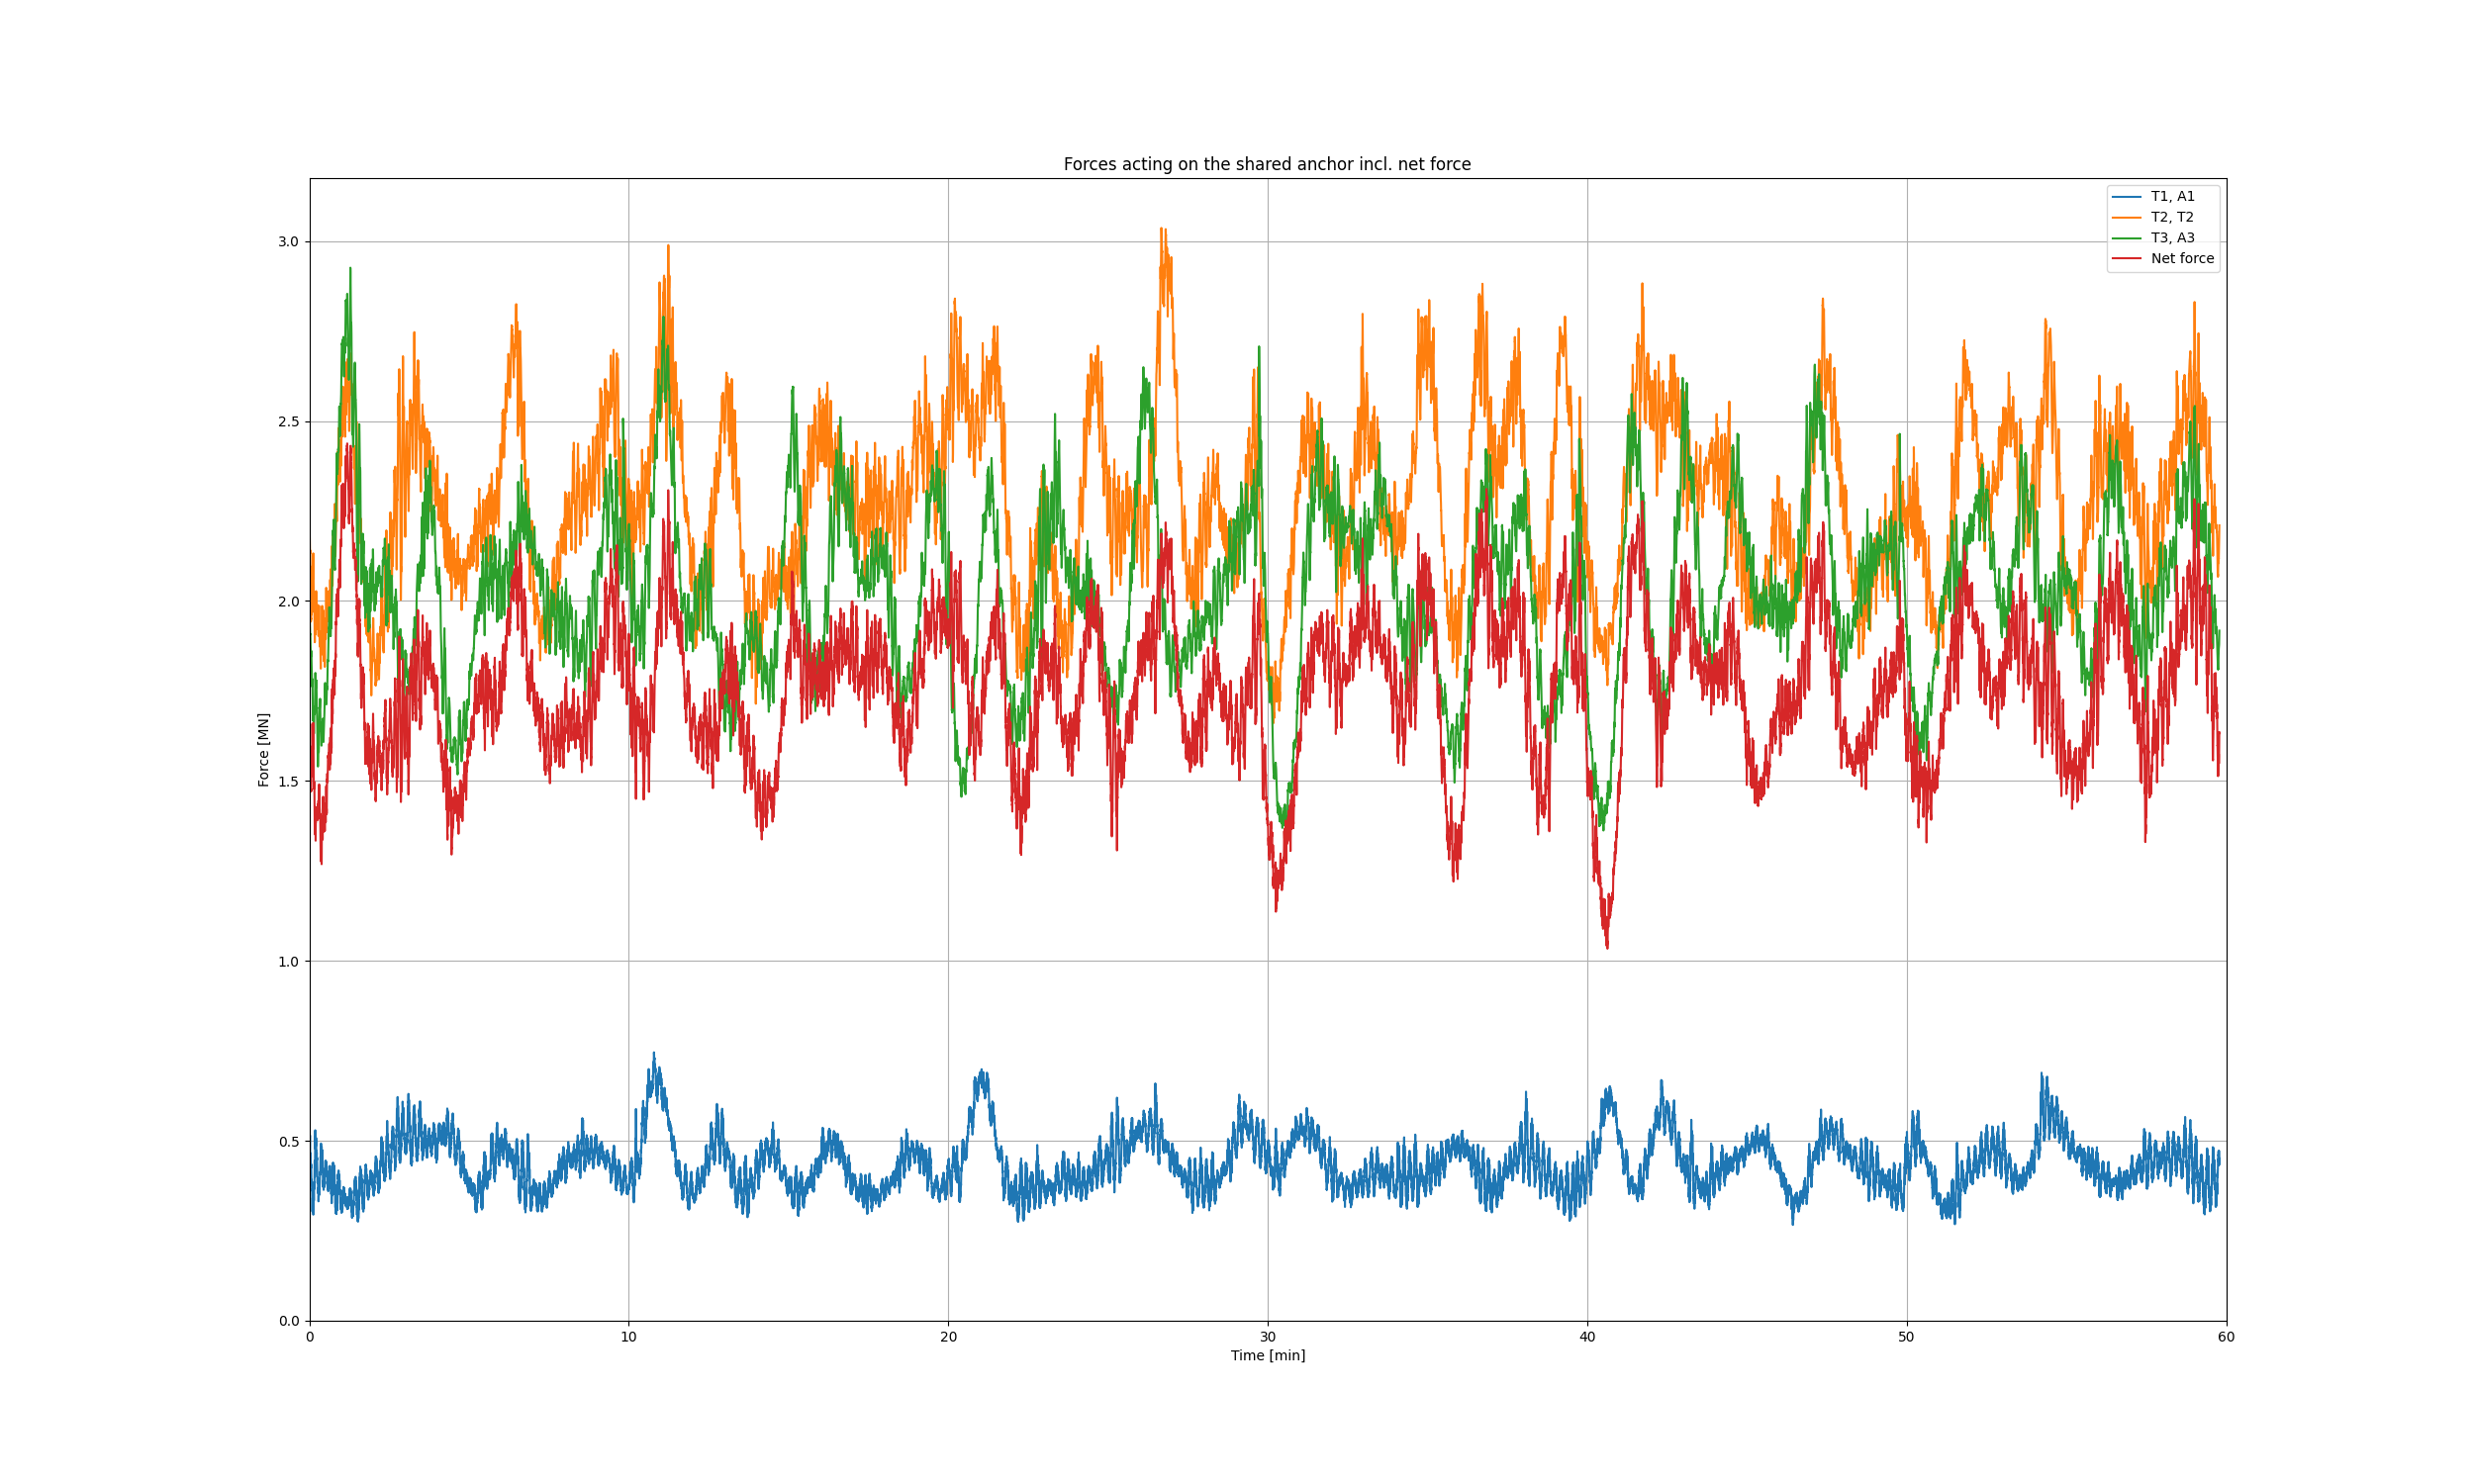 Forces acting on the shared anchor incl. net force
T1, A1
T2, T2
T3, A3
Net force
3.0
2.5
2.0
1.5
1.0
0.5
0.0
Force [MN]
0 10 20 30 40 50 60
Time [min]